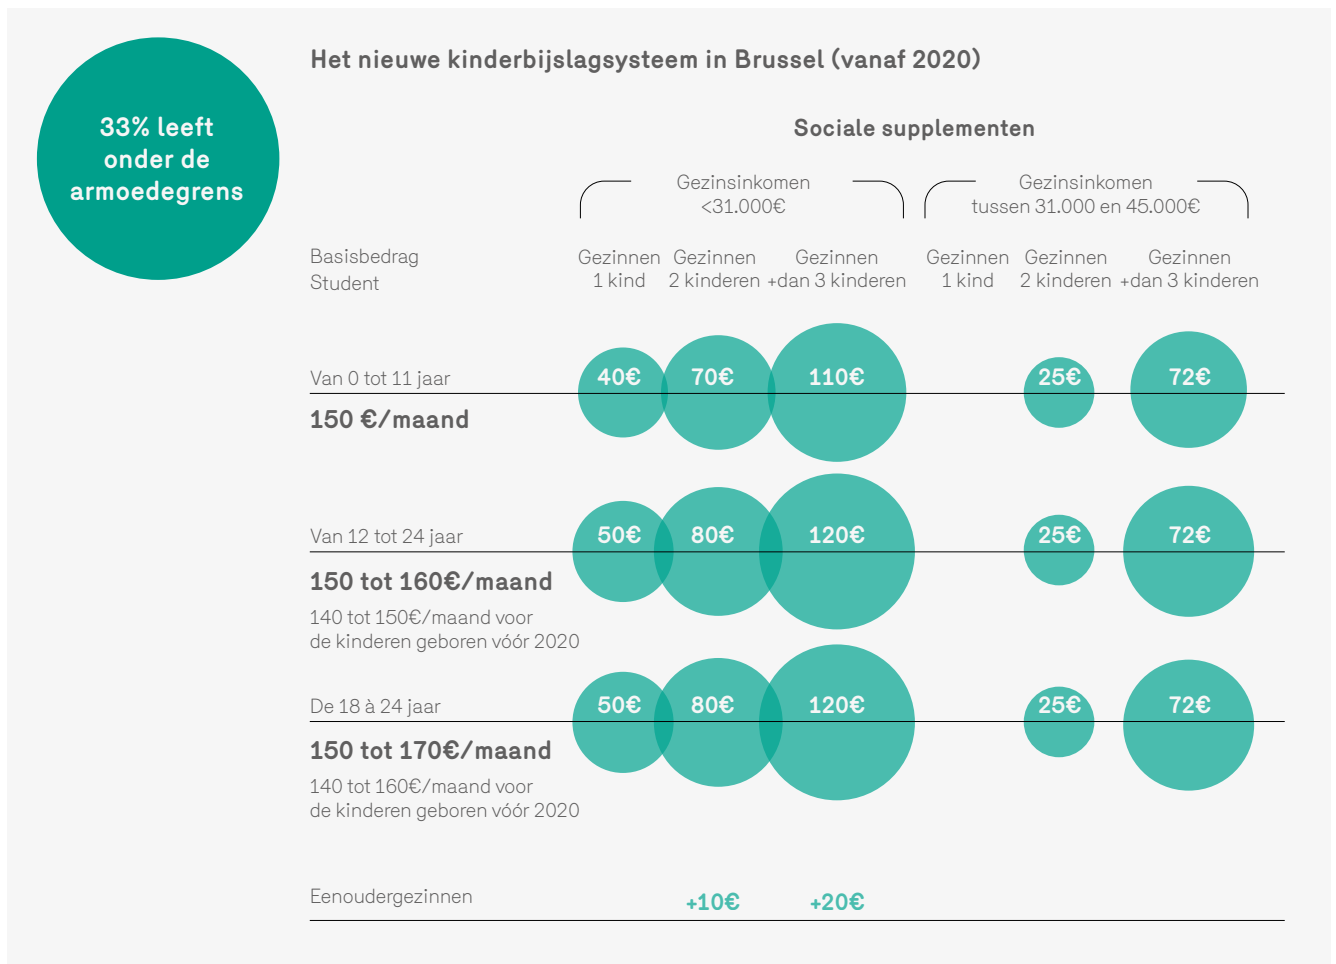 33% leeft
onder de
armoedegrens
Het nieuwe kinderbijslagsysteem in Brussel (vanaf 2020)
Sociale supplementen
Gezinsinkomen
<31.000€
Gezinsinkomen
tussen 31.000 en 45.000€
Basisbedrag
Student
Gezinnen
1 kind
Gezinnen
2 kinderen
Gezinnen
+dan 3 kinderen
Gezinnen
1 kind
Gezinnen
2 kinderen
Gezinnen
+dan 3 kinderen
Van 0 tot 11 jaar
40€ 70€ 110€ 25€ 72€
150 €/maand
Van 12 tot 24 jaar
50€ 80€ 120€ 25€ 72€
150 tot 160€/maand
140 tot 150€/maand voor
de kinderen geboren vóór 2020
De 18 à 24 jaar
50€ 80€ 120€ 25€ 72€
150 tot 170€/maand
140 tot 160€/maand voor
de kinderen geboren vóór 2020
Eenoudergezinnen
+10€ +20€